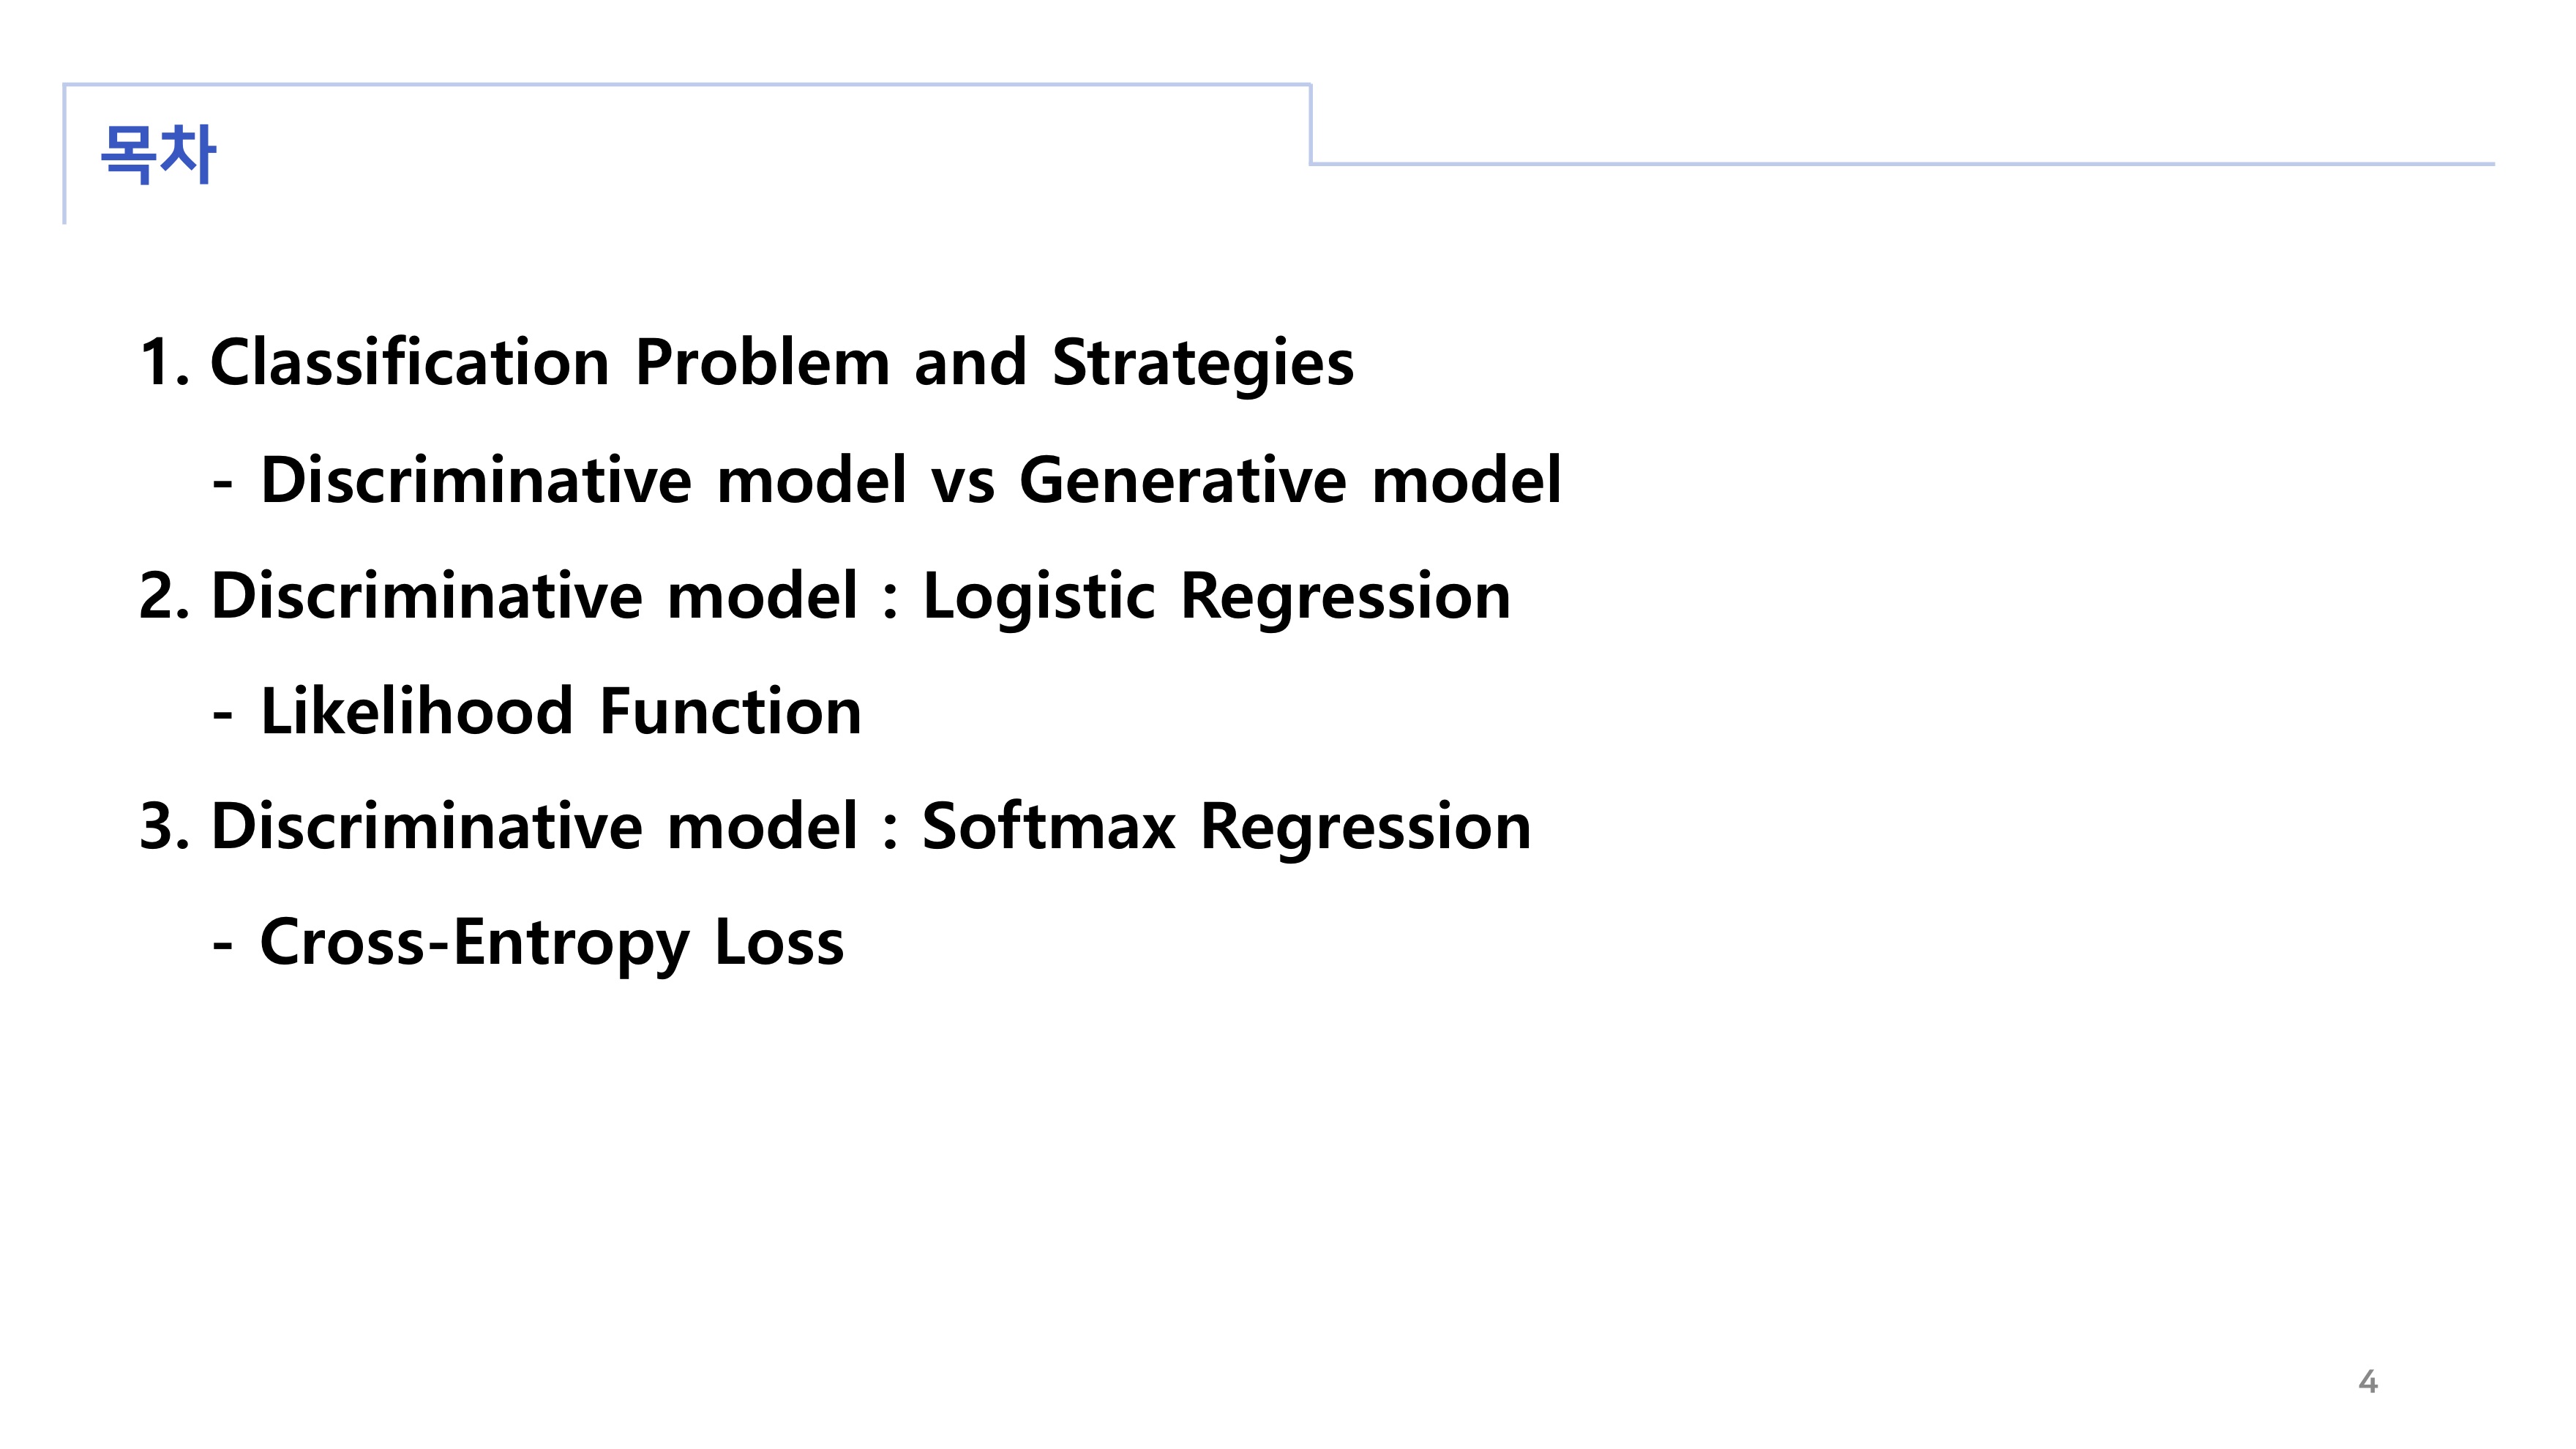 목차
1. Classification Problem and Strategies
- Discriminative model vs Generative model
2. Discriminative model : Logistic Regression
- Likelihood Function
3. Discriminative model : Softmax Regression
- Cross-Entropy Loss
4